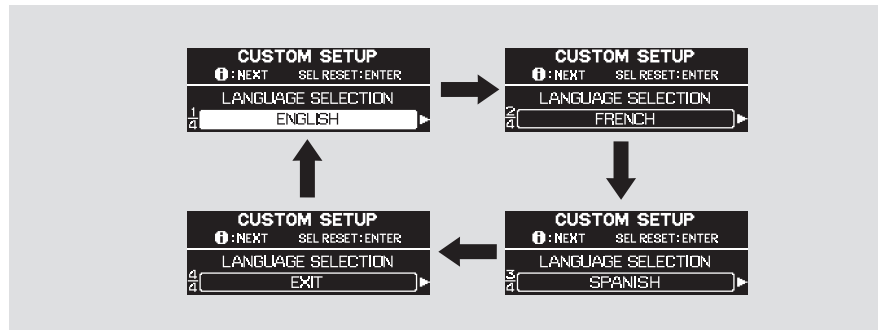 CUSTOM SETUP
i : NEXT SEL RESET : ENTER
LANGUAGE SELECTION
1/4 ENGLISH
CUSTOM SETUP
i : NEXT SEL RESET : ENTER
LANGUAGE SELECTION
2/4 FRENCH
CUSTOM SETUP
i : NEXT SEL RESET : ENTER
LANGUAGE SELECTION
4/4 EXIT
CUSTOM SETUP
i : NEXT SEL RESET : ENTER
LANGUAGE SELECTION
3/4 SPANISH